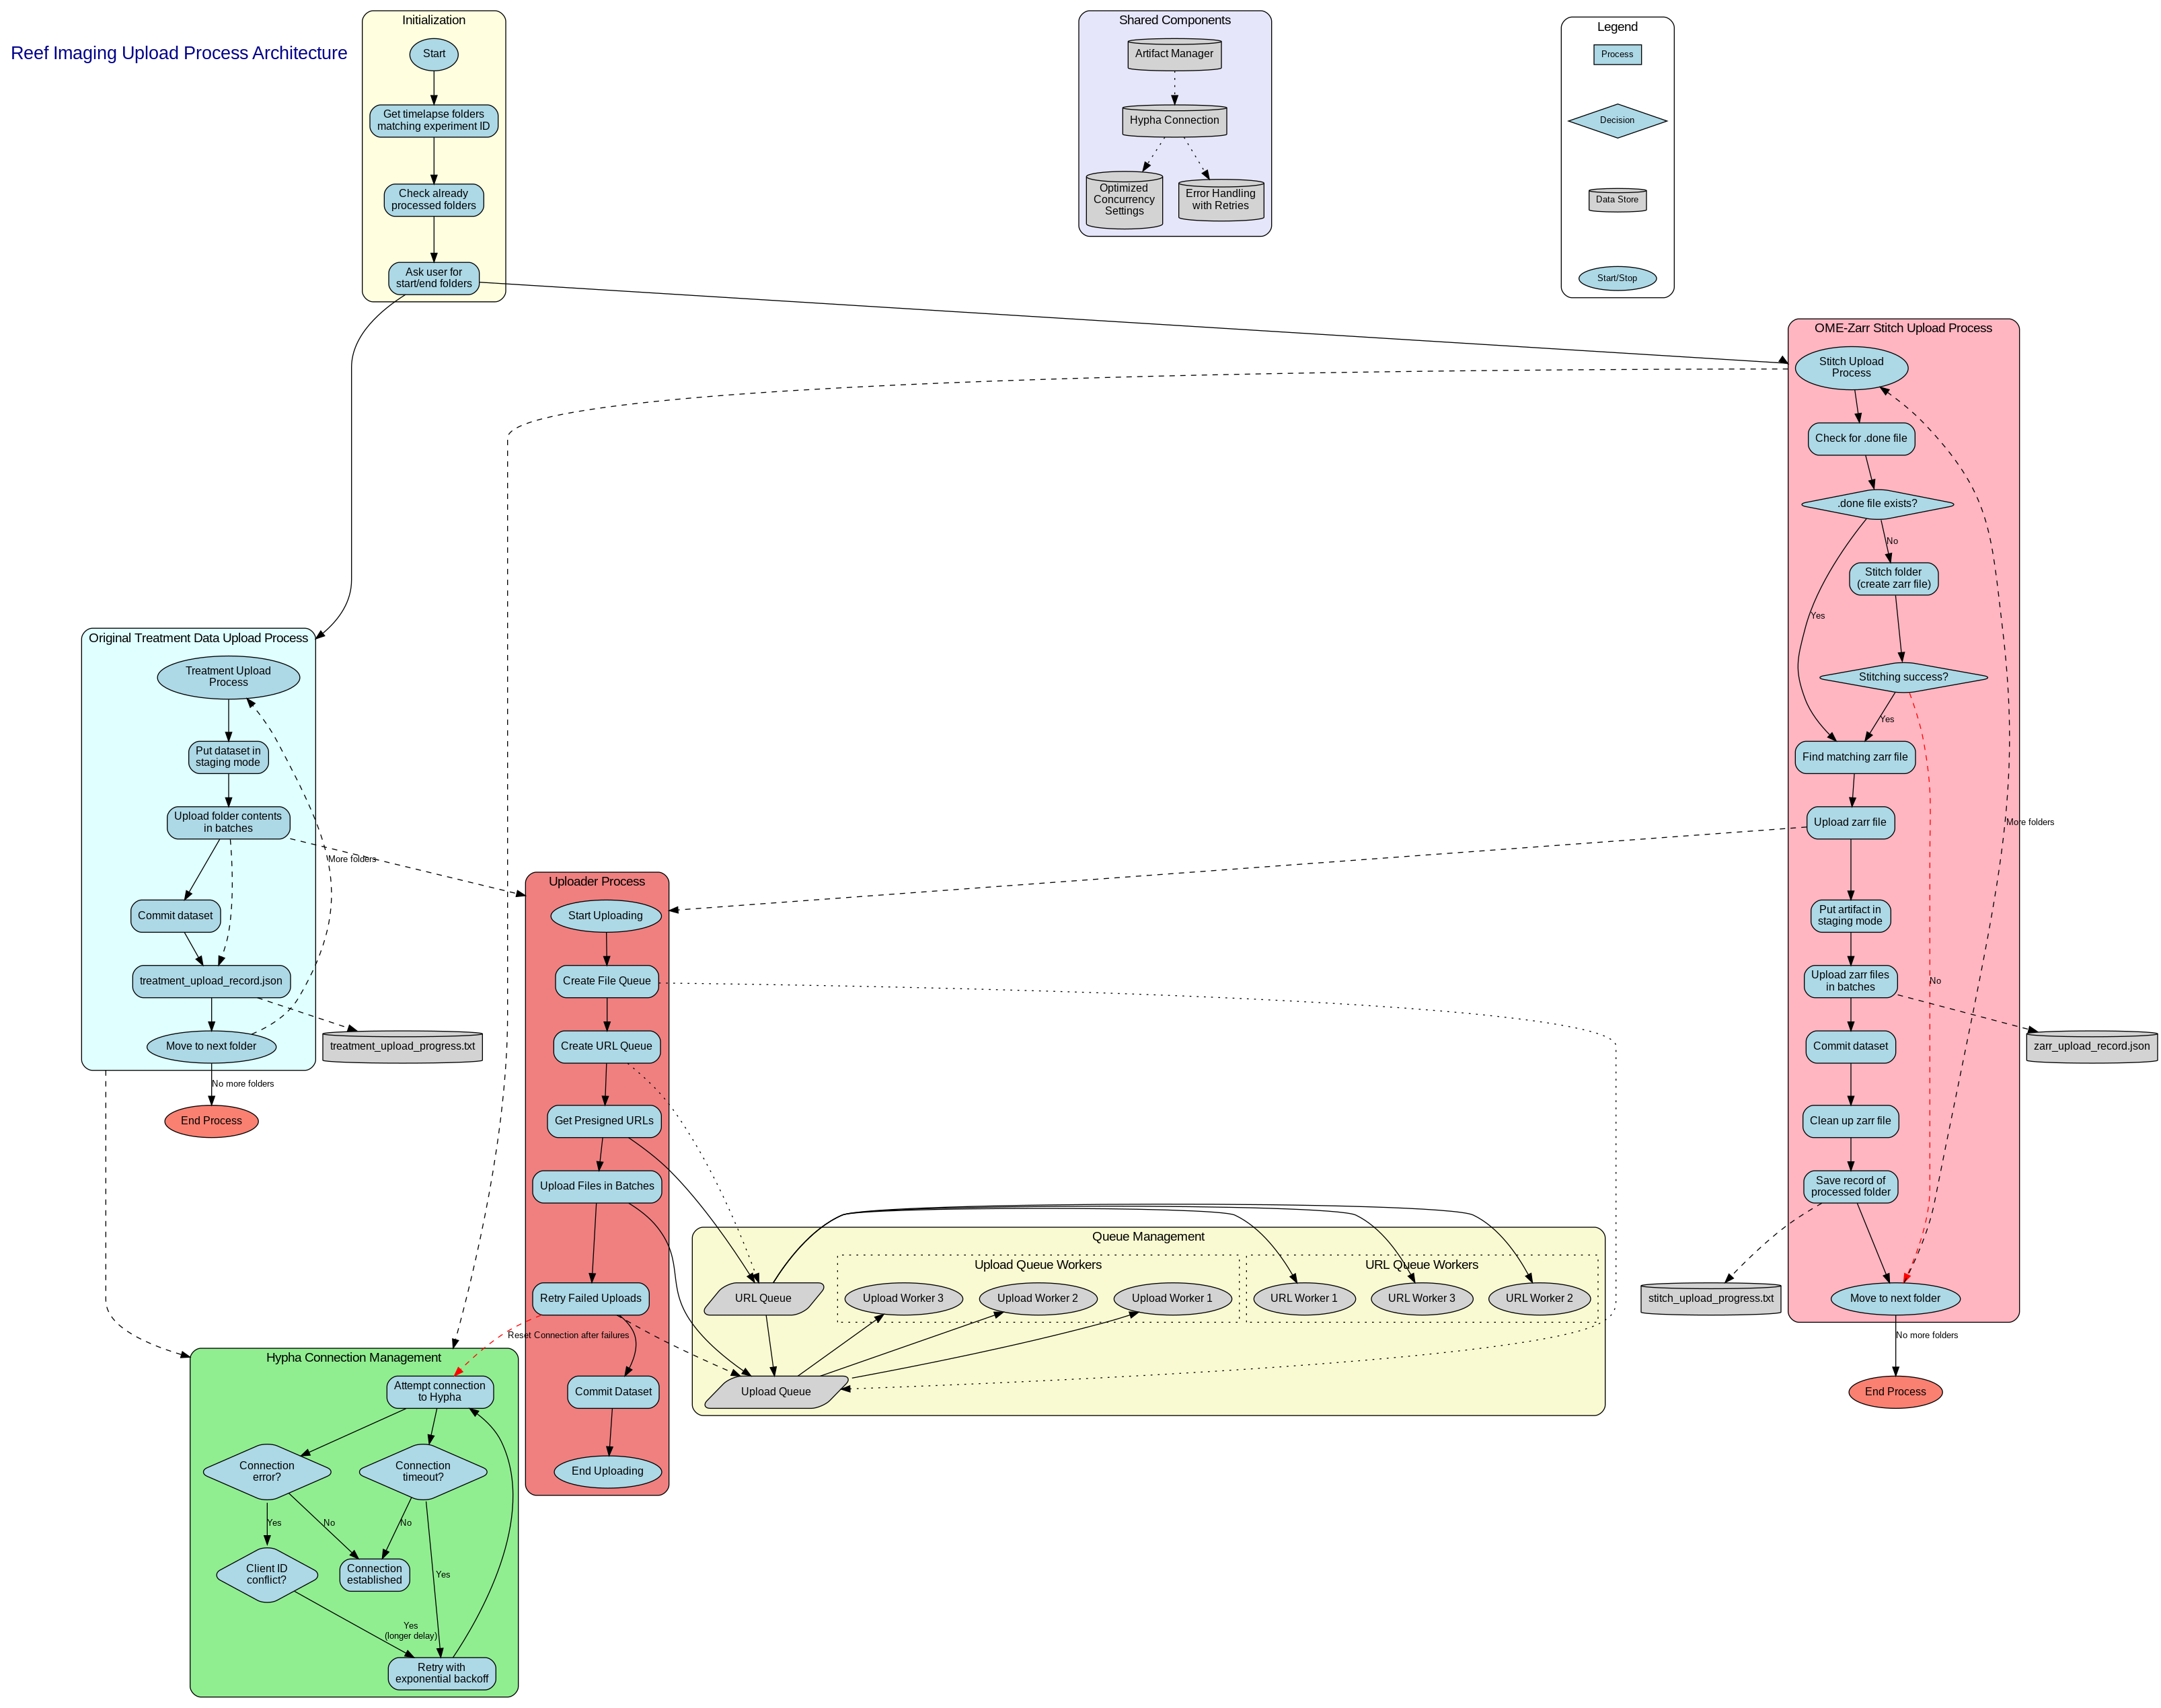 Reef Imaging Upload Process Architecture
Initialization
Start
Get timelapse folders
matching experiment ID
Check already
processed folders
Ask user for
start/end folders
Shared Components
Artifact Manager
Hypha Connection
Optimized
Concurrency
Settings
Error Handling
with Retries
Legend
Process
Decision
Data Store
Start/Stop
OME-Zarr Stitch Upload Process
Stitch Upload
Process
Check for .done file
.done file exists?
No
Yes
Stitch folder
(create zarr file)
Stitching success?
Yes
No
Find matching zarr file
Upload zarr file
More folders
Put artifact in
staging mode
Upload zarr files
in batches
zarr_upload_record.json
Commit dataset
Clean up zarr file
Save record of
processed folder
stitch_upload_progress.txt
Move to next folder
No more folders
End Process
Original Treatment Data Upload Process
Treatment Upload
Process
Put dataset in
staging mode
Upload folder contents
in batches
More folders
Commit dataset
treatment_upload_record.json
Move to next folder
treatment_upload_progress.txt
No more folders
End Process
Uploader Process
Start Uploading
Create File Queue
Create URL Queue
Get Presigned URLs
Upload Files in Batches
Retry Failed Uploads
Reset Connection after failures
Commit Dataset
End Uploading
Queue Management
URL Queue
Upload Queue
Upload Queue Workers
Upload Worker 3
Upload Worker 2
Upload Worker 1
URL Queue Workers
URL Worker 1
URL Worker 3
URL Worker 2
Hypha Connection Management
Attempt connection
to Hypha
Connection
error?
Connection
timeout?
Yes
No
No
Yes
Client ID
conflict?
Connection
established
Yes
(longer delay)
Retry with
exponential backoff